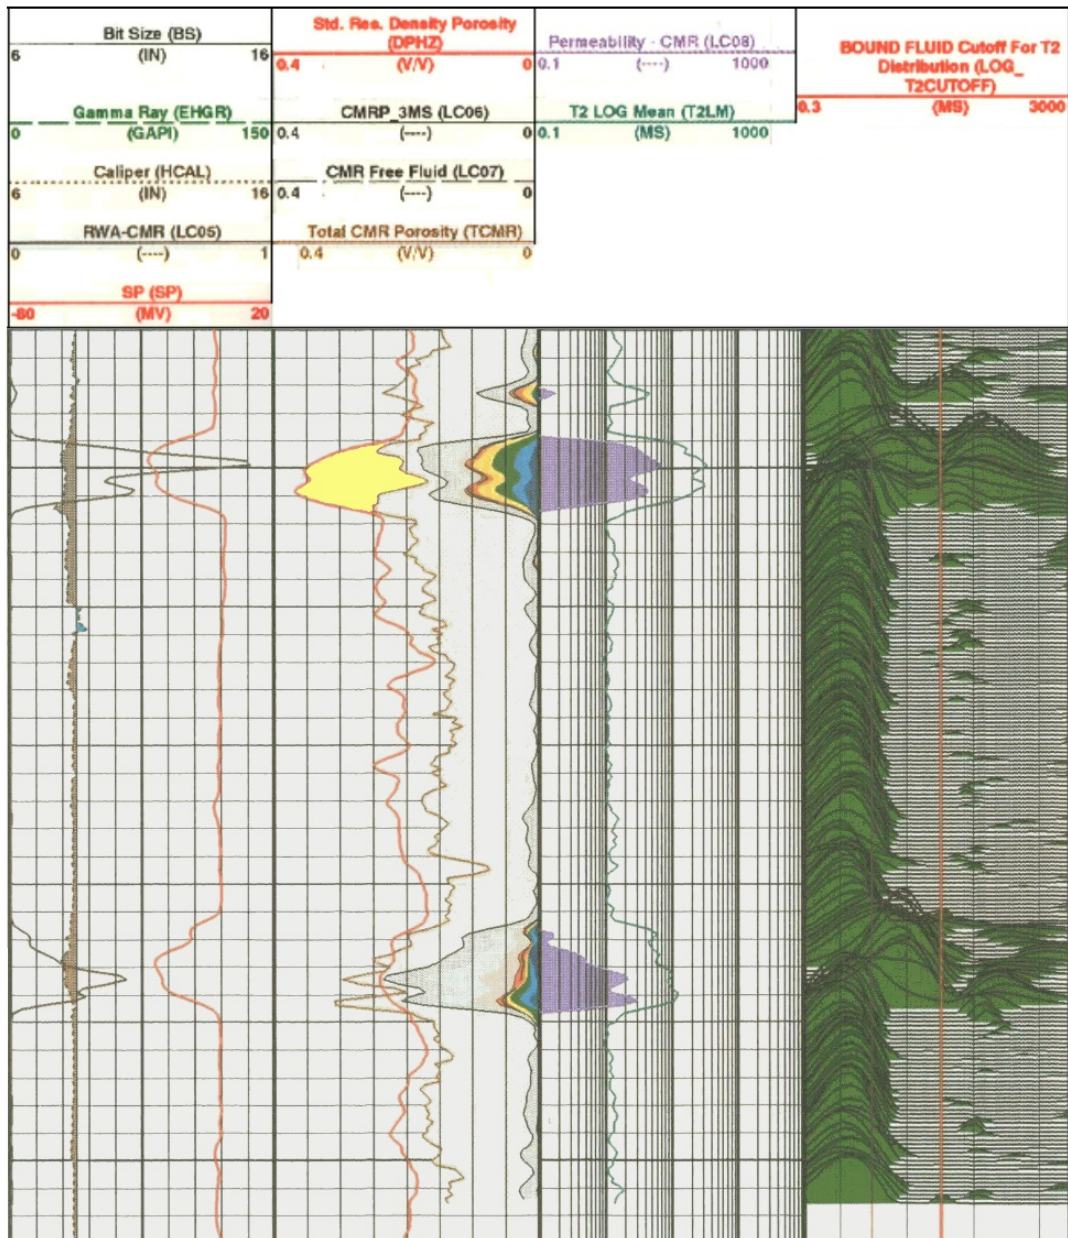 Bit Size (BS)
6 (IN) 16
Gamma Ray (EHGR)
0 (GAPI) 150
Caliper (HCAL)
6 (IN) 16
RWA-CMR (LC05)
0 (----) 1
SP (SP)
-80 (MV) 20
Std. Res. Density Porosity
(DPHZ)
0.4 (V/V) 0
CMRP_3MS (LC06)
0.4 (----) 0
CMR Free Fluid (LC07)
0.4 (----) 0
Total CMR Porosity (TCMR)
0.4 (V/V) 0
Permeability - CMR (LC08)
0.1 (----) 1000
T2 LOG Mean (T2LM)
0.1 (MS) 1000
BOUND FLUID Cutoff For T2
Distribution (LOG_
T2CUTOFF)
0.3 (MS) 3000